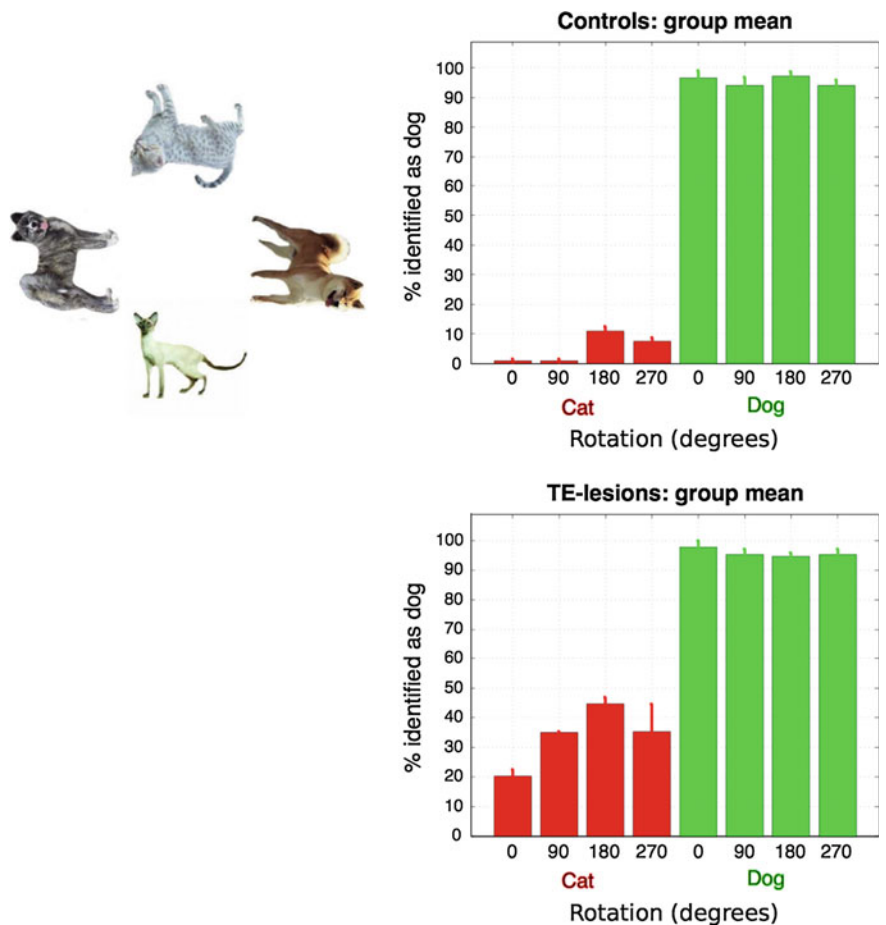 Controls: group mean
% identified as dog
100
90
80
70
60
50
40
30
20
10
0
0 90 180 270 0 90 180 270
Cat Dog
Rotation (degrees)
TE-lesions: group mean
% identified as dog
100
90
80
70
60
50
40
30
20
10
0
0 90 180 270 0 90 180 270
Cat Dog
Rotation (degrees)